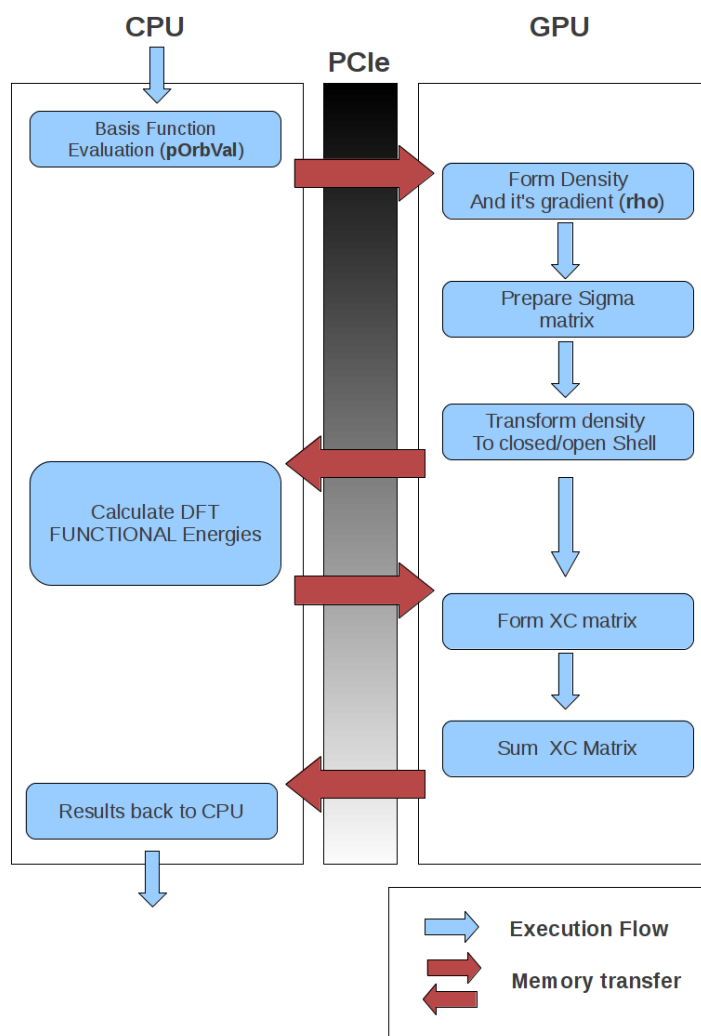 CPU
GPU
PCIe
Basis Function
Evaluation (pOrbVal)
Form Density
And it's gradient (rho)
Prepare Sigma
matrix
Transform density
To closed/open Shell
Calculate DFT
FUNCTIONAL Energies
Form XC matrix
Sum XC Matrix
Results back to CPU
Execution Flow
Memory transfer